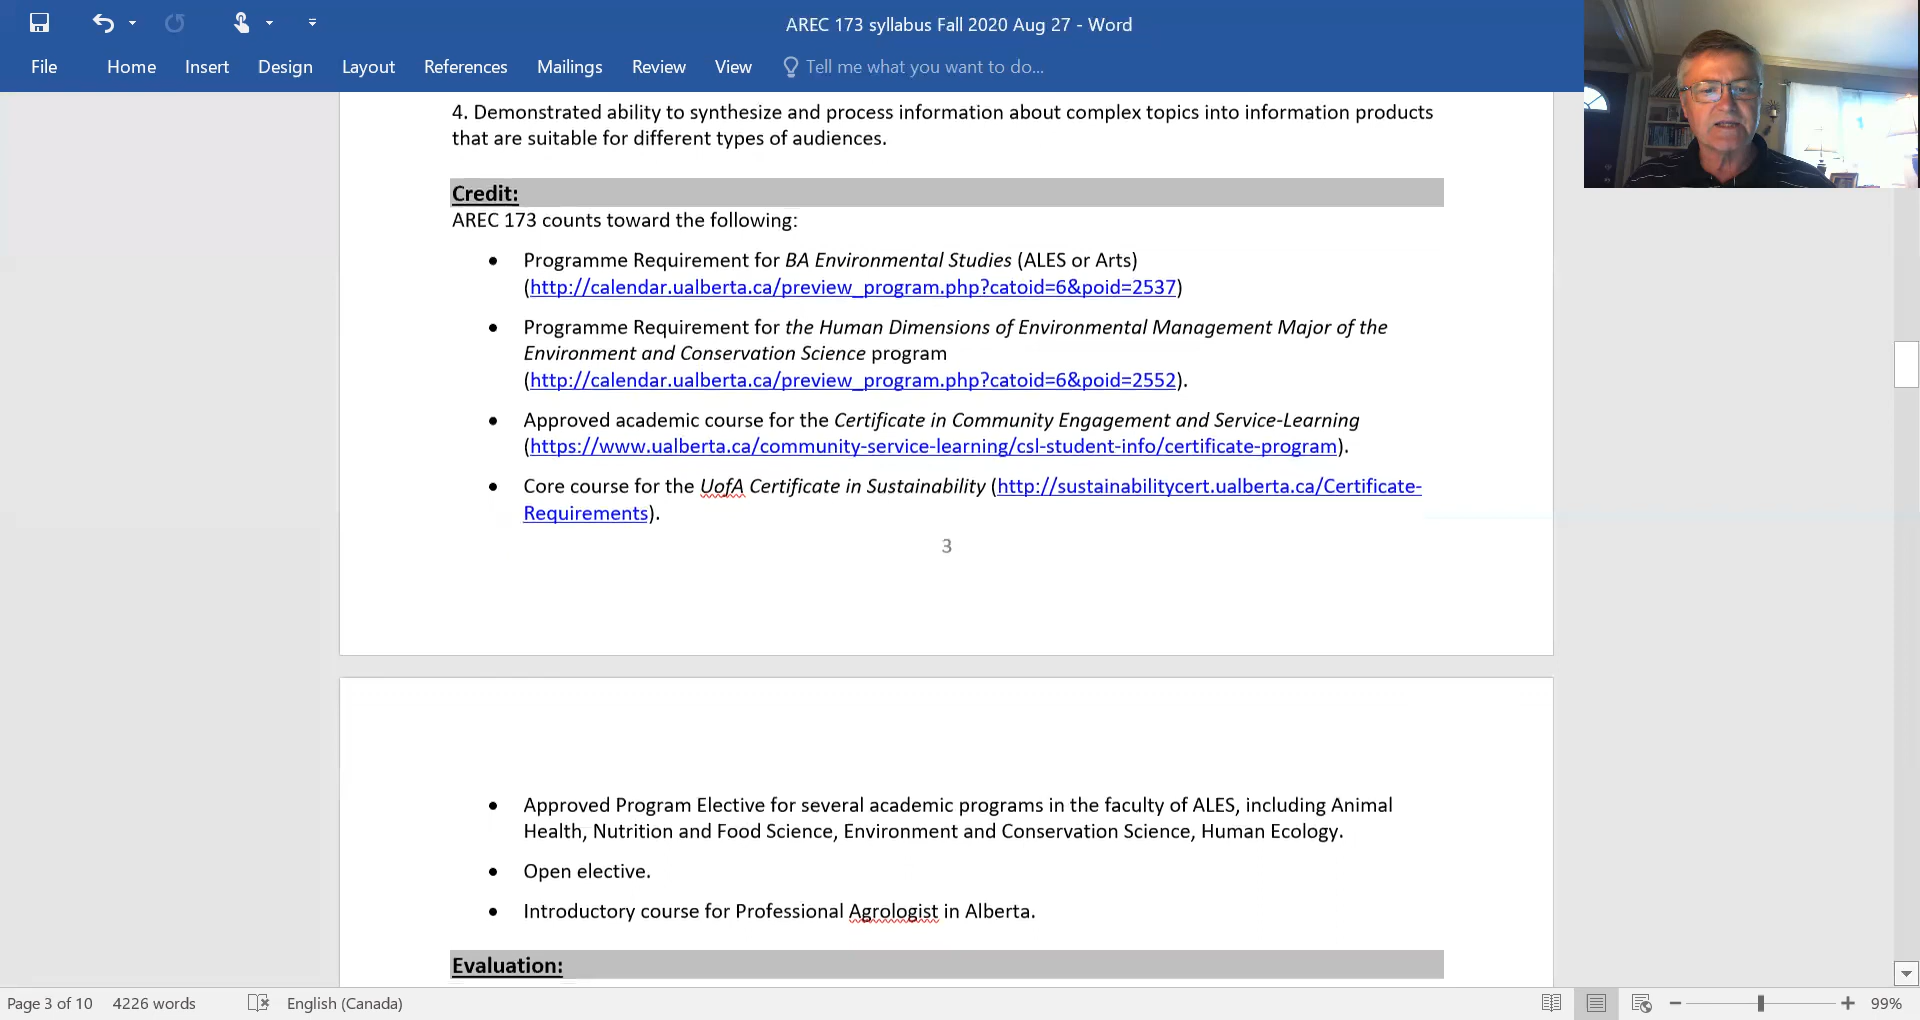 AREC 173 syllabus Fall 2020 Aug 27 - Word
File Home Insert Design Layout References Mailings Review View Tell me what you want to do...
4. Demonstrated ability to synthesize and process information about complex topics into information products
that are suitable for different types of audiences.
Credit:
AREC 173 counts toward the following:
• Programme Requirement for BA Environmental Studies (ALES or Arts)
(http://calendar.ualberta.ca/preview_program.php?catoid=6&poid=2537)
• Programme Requirement for the Human Dimensions of Environmental Management Major of the
Environment and Conservation Science program
(http://calendar.ualberta.ca/preview_program.php?catoid=6&poid=2552).
• Approved academic course for the Certificate in Community Engagement and Service-Learning
(https://www.ualberta.ca/community-service-learning/csl-student-info/certificate-program).
• Core course for the UofA Certificate in Sustainability (http://sustainabilitycert.ualberta.ca/Certificate-
Requirements).
3
• Approved Program Elective for several academic programs in the faculty of ALES, including Animal
Health, Nutrition and Food Science, Environment and Conservation Science, Human Ecology.
• Open elective.
• Introductory course for Professional Agrologist in Alberta.
Evaluation:
Page 3 of 10 4226 words English (Canada) 99%